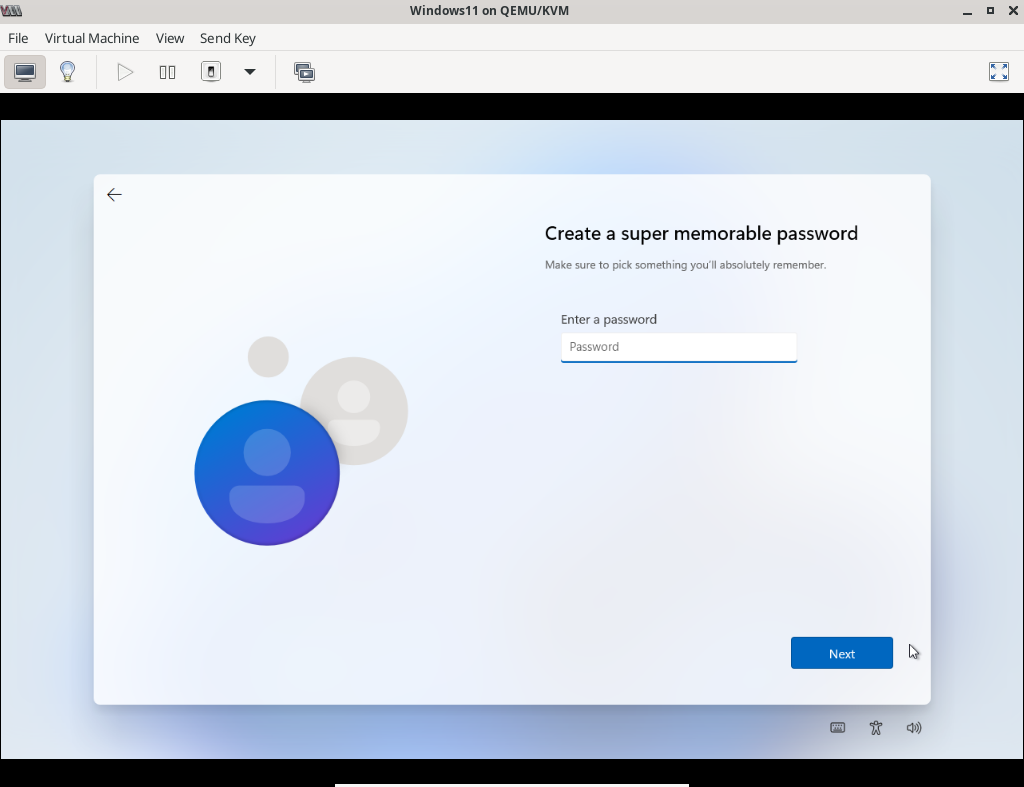 Windows11 on QEMU/KVM
File Virtual Machine View Send Key
Create a super memorable password
Make sure to pick something you'll absolutely remember.
Enter a password
Password
Next